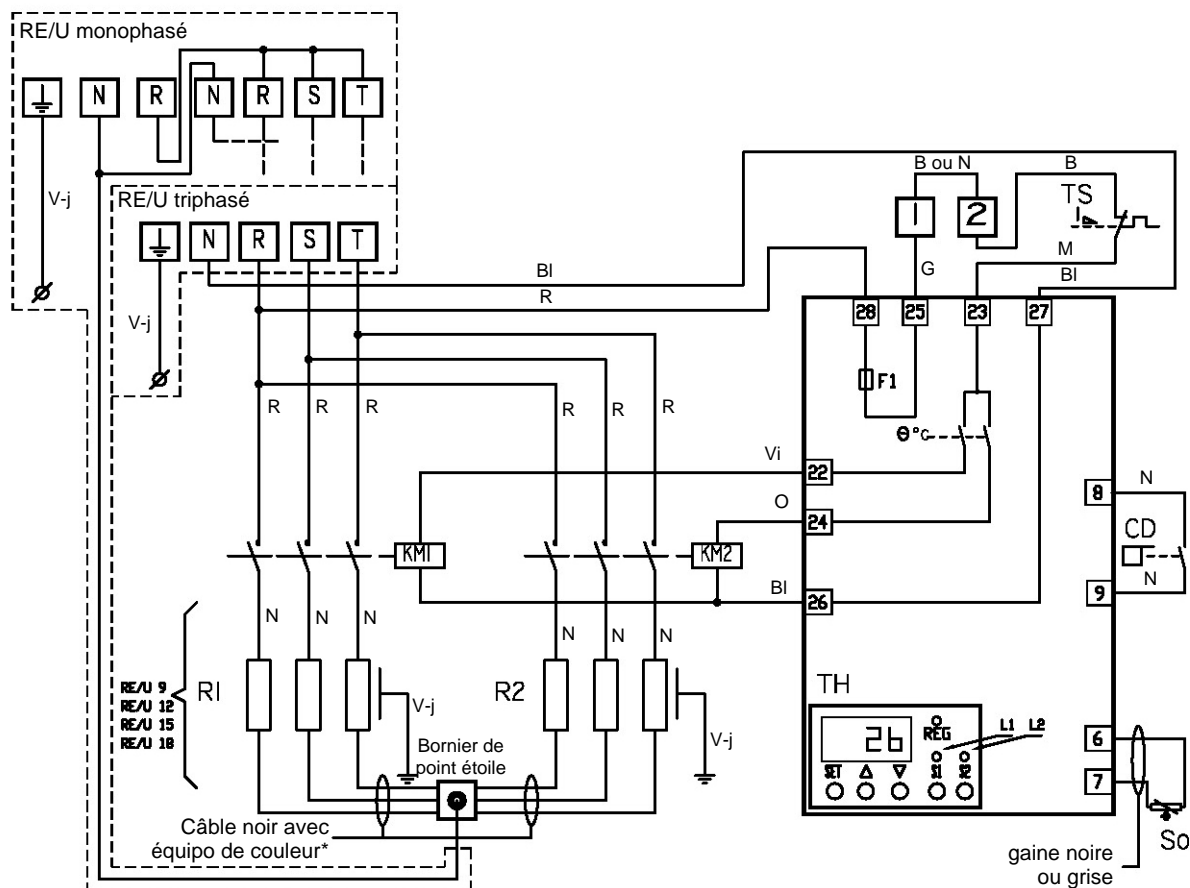 RE/U monophasé
N R N R S T
V-j
RE/U triphasé
N R S T
V-j
Bl
R
B ou N
B
1
2
TS
M
G
Bl
28 25 23 27
F1
R R R
R R R
θ°C
Vi
22
O
24
8
N
CD
KM1
KM2
N
9
Bl
26
N N N
N N N
RE/U 9
RE/U 12
RE/U 15
RE/U 18
R1
R2
V-j
V-j
TH
26
REG
L1 L2
SET
6
7
So
Bornier de
point étoile
Câble noir avec
équipo de couleur*
gaine noire
ou grise